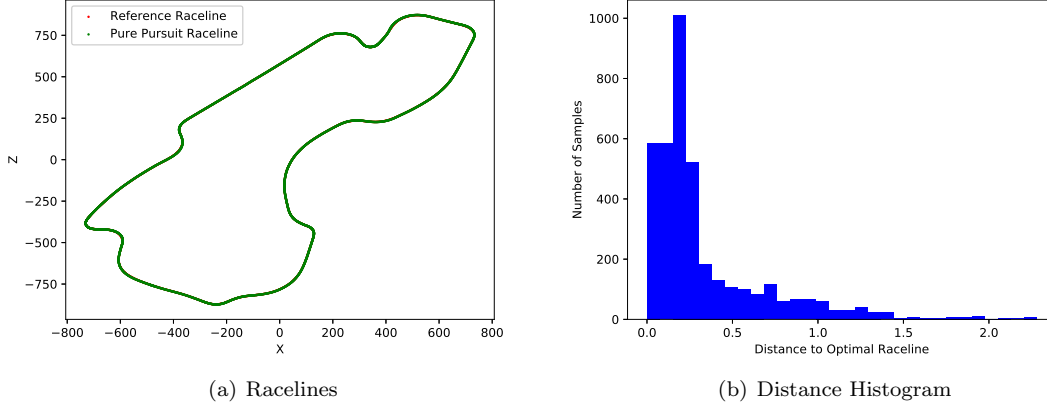 Reference Raceline
Pure Pursuit Raceline
750
500
250
0
−250
−500
−750
Z
−800 −600 −400 −200 0 200 400 600 800
X
(a) Racelines
1000
800
600
400
200
0
Number of Samples
0.0 0.5 1.0 1.5 2.0
Distance to Optimal Raceline
(b) Distance Histogram